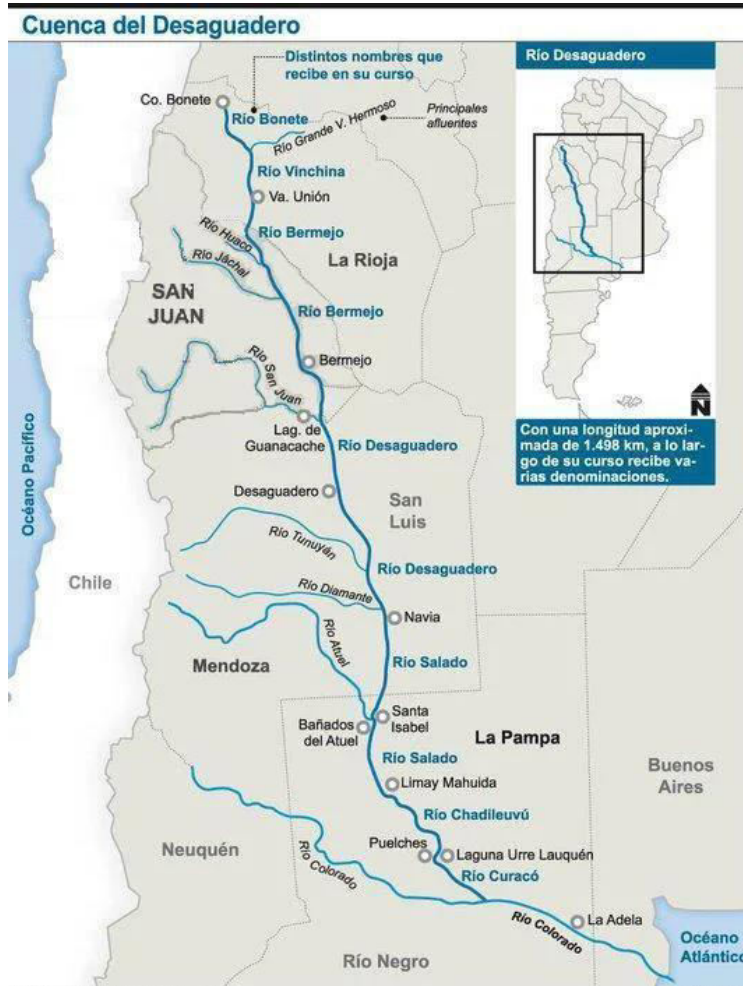 Cuenca del Desaguadero
Distintos nombres que
recibe en su curso
Co. Bonete
Río Bonete
Río Grande V. Hermoso
Principales
afluentes
Río Vinchina
Va. Unión
Río Bermejo
Río Huaco
La Rioja
Río Jáchal
SAN
JUAN
Río Bermejo
Bermejo
Río San Juan
Lag. de
Guanacache
Río Desaguadero
Océano Pacífico
Desaguadero
San
Luis
Río Tunuyán
Río Desaguadero
Chile
Río Diamante
Navia
Río Atuel
Mendoza
Río Salado
Santa
Isabel
Bañados
del Atuel
La Pampa
Río Salado
Buenos
Aires
Limay Mahuida
Río Chadileuvú
Neuquén
Puelches
Laguna Urre Lauquén
Río Colorado
Río Curacó
La Adela
Río Colorado
Océano
Atlántico
Río Negro
Río Desaguadero
N
Con una longitud aproxi-
mada de 1.498 km, a lo lar-
go de su curso recibe va-
rias denominaciones.